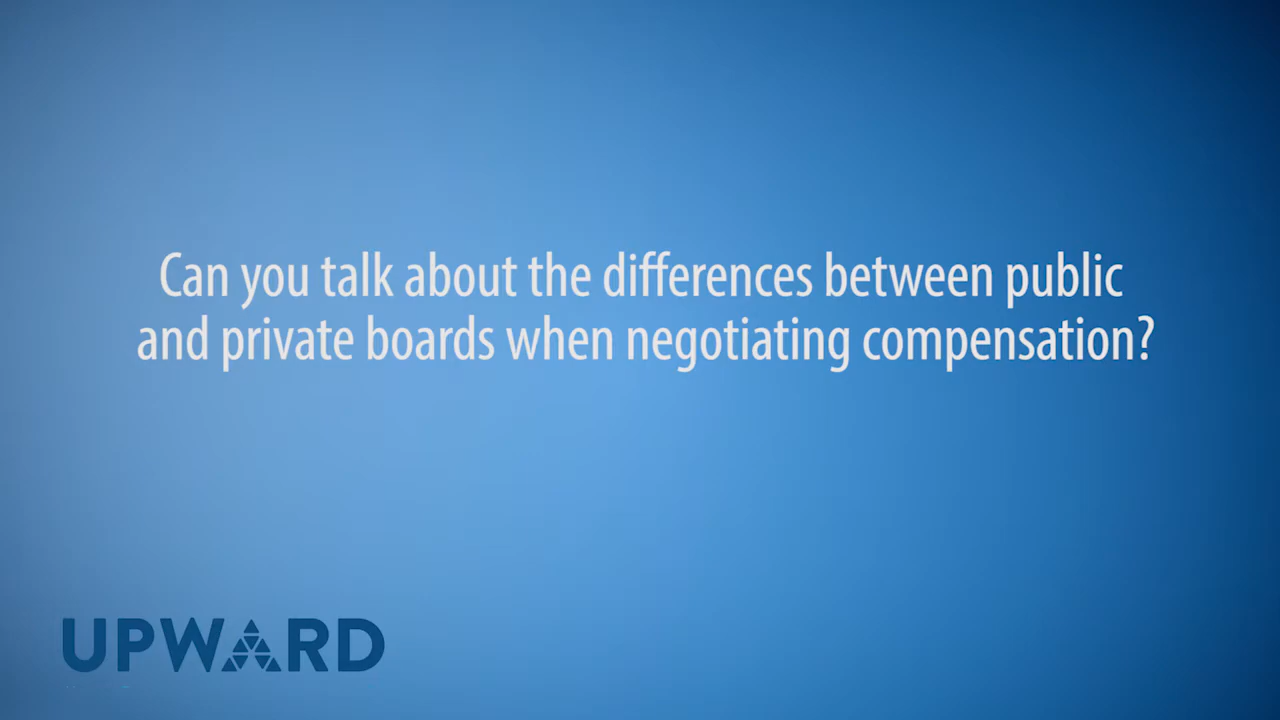 Can you talk about the differences between public
and private boards when negotiating compensation?
UPWARD